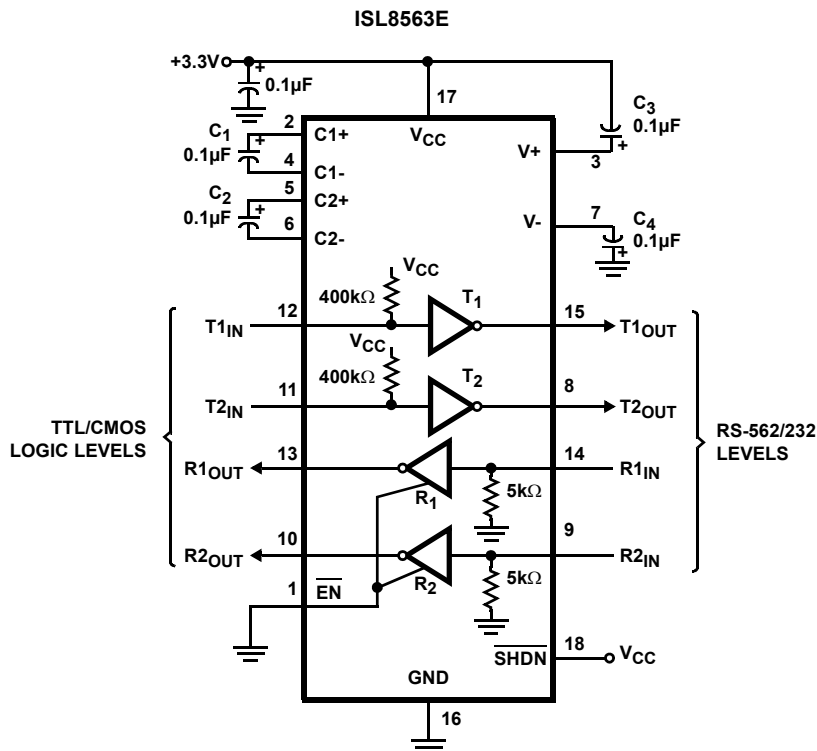 ISL8563E
+3.3V
0.1µF
17
VCC
C3
0.1µF
V+
3
2
C1+
C1
0.1µF
4
C1-
5
C2+
C2
0.1µF
6
C2-
7
V-
C4
0.1µF
VCC
400kΩ
T1
T1IN
12
15
T1OUT
VCC
400kΩ
T2
T2IN
11
8
T2OUT
TTL/CMOS
LOGIC LEVELS
RS-562/232
LEVELS
R1OUT
13
R1
14
R1IN
5kΩ
R2OUT
10
R2
9
R2IN
5kΩ
1
EN
SHDN
18
VCC
GND
16